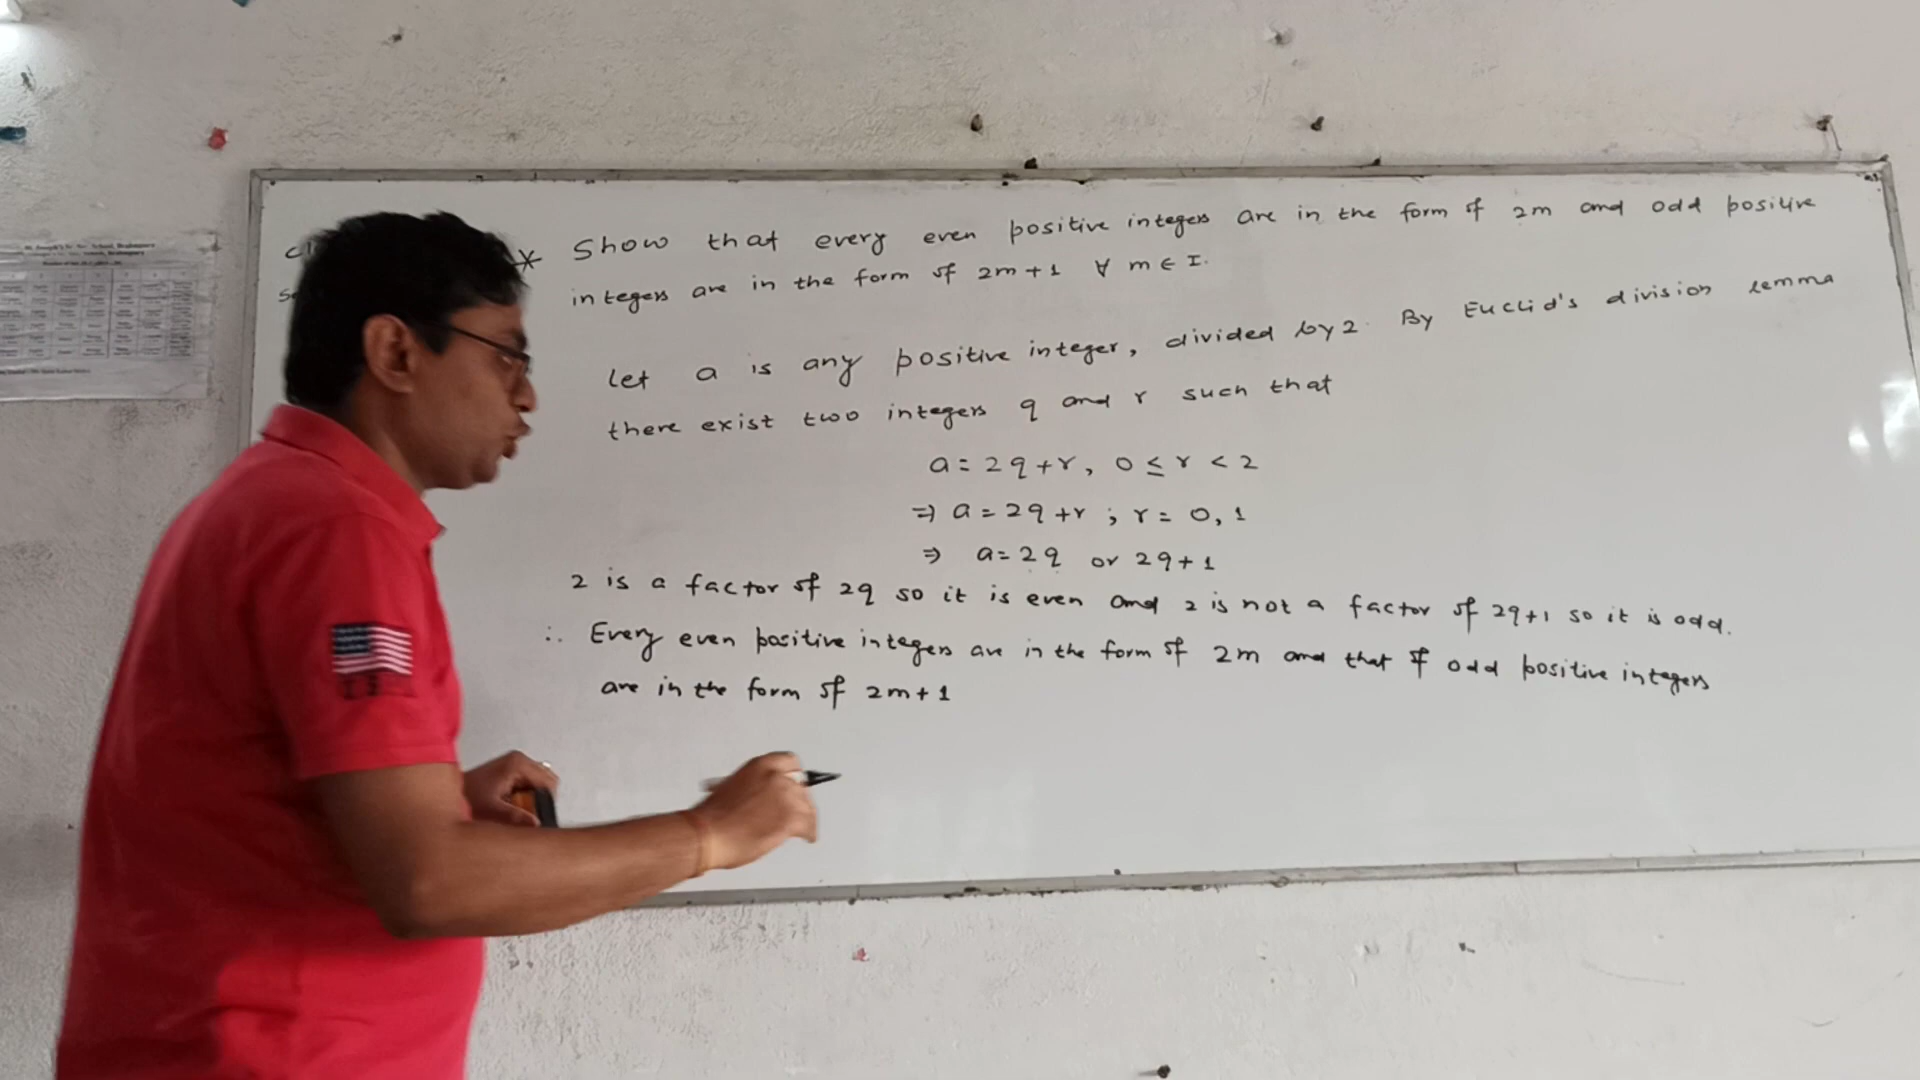 * Show that every even positive integers are in the form of 2m and odd positive
integers are in the form of 2m+1 ∀ m ∈ I.
Let a is any positive integer, divided by 2. By Euclid's division lemma
there exist two integers q and r such that
a = 2q+r, 0 ≤ r < 2
⇒ a = 2q+r ; r = 0, 1
⇒ a = 2q or 2q+1
2 is a factor of 2q so it is even and 2 is not a factor of 2q+1 so it is odd.
∴ Every even positive integers are in the form of 2m and that of odd positive integers
are in the form of 2m+1